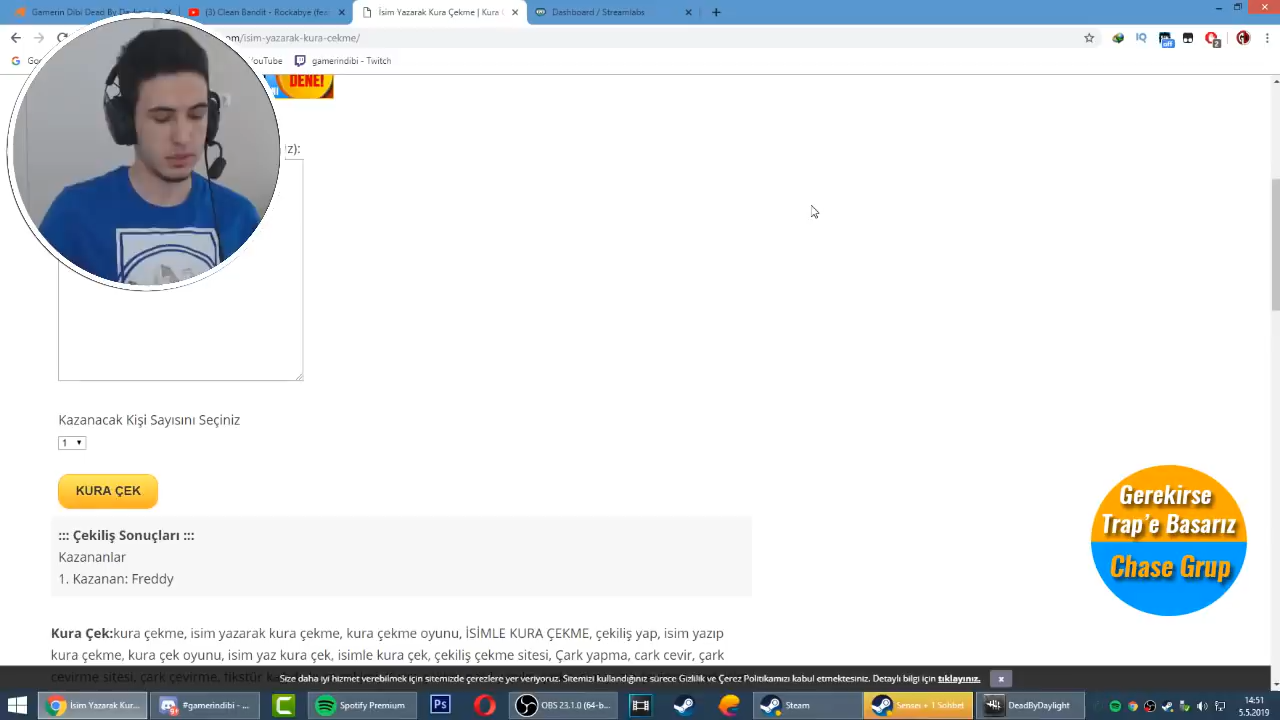 Gamerin Dilbi Dead By Da
(3) Clean Bandit - Rockabye (fea
İsim Yazarak Kura Çekme | Kura
Dashboard / Streamlabs
om/isim-yazarak-kura-cekme/
gamerindibi - Twitch
DENE!
z):
Kazanacak Kişi Sayısını Seçiniz
1
KURA ÇEK
::: Çekiliş Sonuçları :::
Kazananlar
1. Kazanan: Freddy
Gerekirse
Trap'e Basarız
Chase Grup
Kura Çek:kura çekme, isim yazarak kura çekme, kura çekme oyunu, İSİMLE KURA ÇEKME, çekiliş yap, isim yazıp
kura çekme, kura çek oyunu, isim yaz kura çek, isimle kura çek, çekiliş çekme sitesi, Çark yapma, cark cevir, çark
Size daha iyi hizmet verebilmek için sitemizde çerezlere yer veriyoruz. Sitemizi kullandığınız sürece Gizlilik ve Çerez Politikamızı kabul etmektesiniz. Detaylı bilgi için tıklayınız. x
İsim Yazarak Kur...
#gamerindibi - ...
Spotify Premium
OBS 23.1.0 (64-b...
Steam
Sensei + 1 Sohbet
DeadByDaylight
14:51
5.5.2019